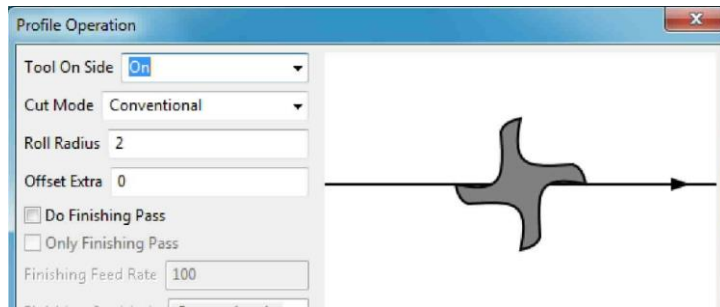 Profile Operation
Tool On Side On
Cut Mode Conventional
Roll Radius 2
Offset Extra 0
Do Finishing Pass
Only Finishing Pass
Finishing Feed Rate 100